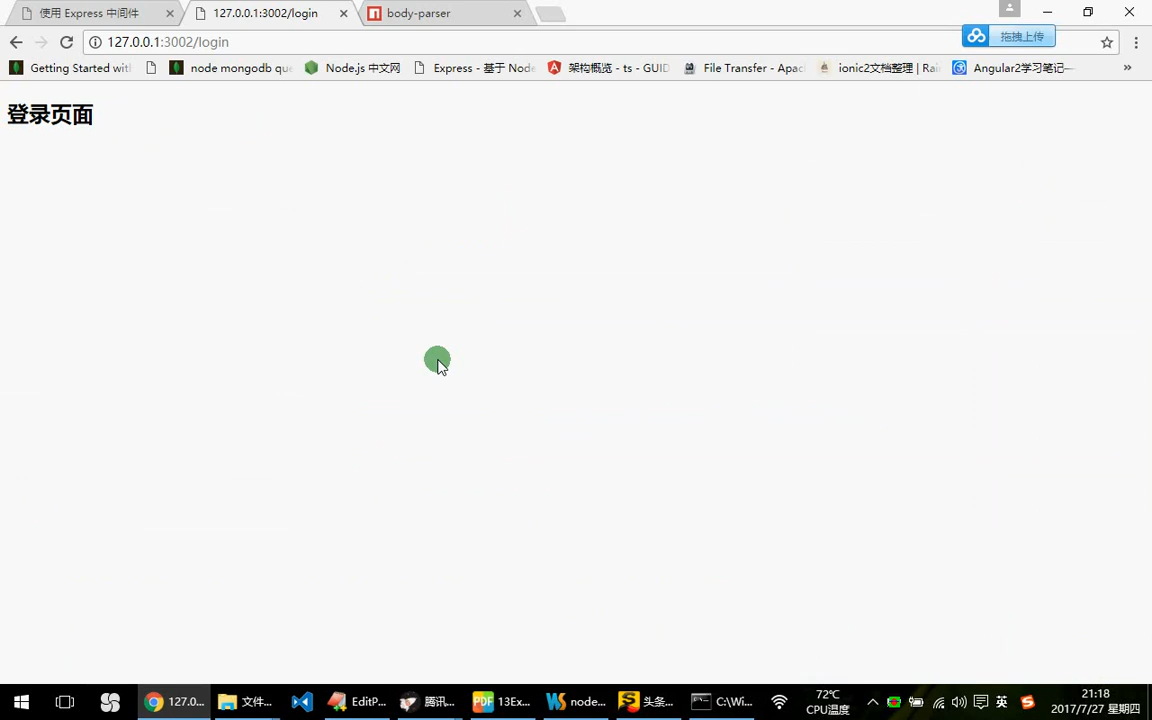 使用 Express 中间件
127.0.0.1:3002/login
body-parser
127.0.0.1:3002/login
拖拽上传
Getting Started wit
node mongodb qu
Node.js 中文网
Express - 基于 Node
架构概览 - ts - GUID
File Transfer - Apac
ionic2文档整理 | Rai
Angular2学习笔记—
»
登录页面
127.0...
文件...
EditP...
腾讯...
13Ex...
node...
头条...
C:\Wi...
72℃
CPU温度
英
21:18
2017/7/27 星期四